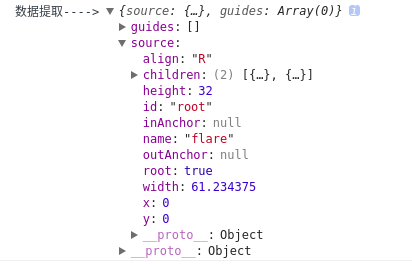 数据提取----> ▼ {source: {…}, guides: Array(0)} i
▶ guides: []
▼ source:
align: "R"
▶ children: (2) [{…}, {…}]
height: 32
id: "root"
inAnchor: null
name: "flare"
outAnchor: null
root: true
width: 61.234375
x: 0
y: 0
▶ __proto__: Object
▶ __proto__: Object